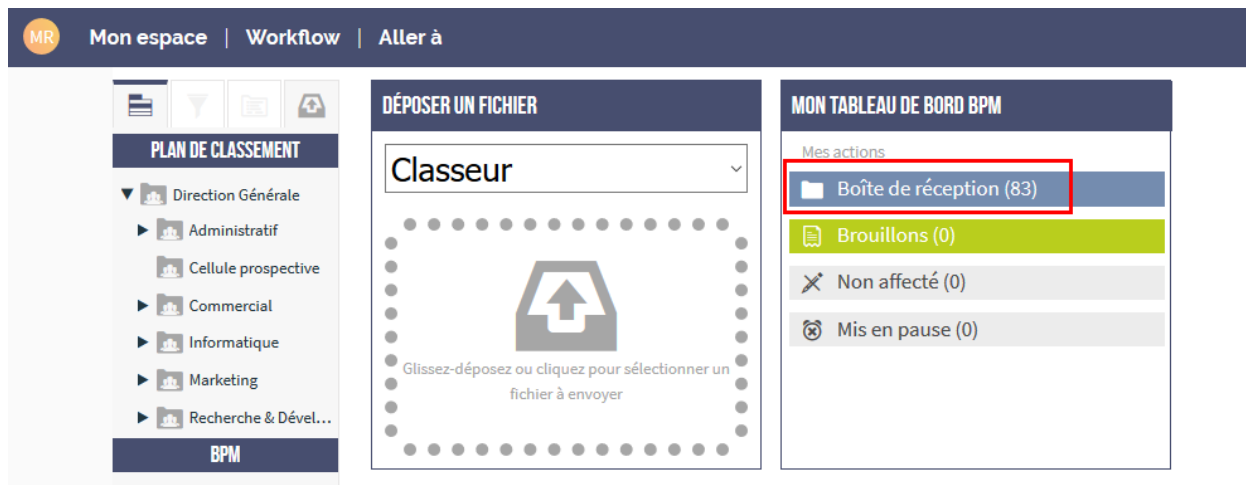 MR Mon espace | Workflow | Aller à
PLAN DE CLASSEMENT
Direction Générale
Administratif
Cellule prospective
Commercial
Informatique
Marketing
Recherche & Dével...
BPM
DÉPOSER UN FICHIER
Classeur
Glissez-déposez ou cliquez pour sélectionner un
fichier à envoyer
MON TABLEAU DE BORD BPM
Mes actions
Boîte de réception (83)
Brouillons (0)
Non affecté (0)
Mis en pause (0)